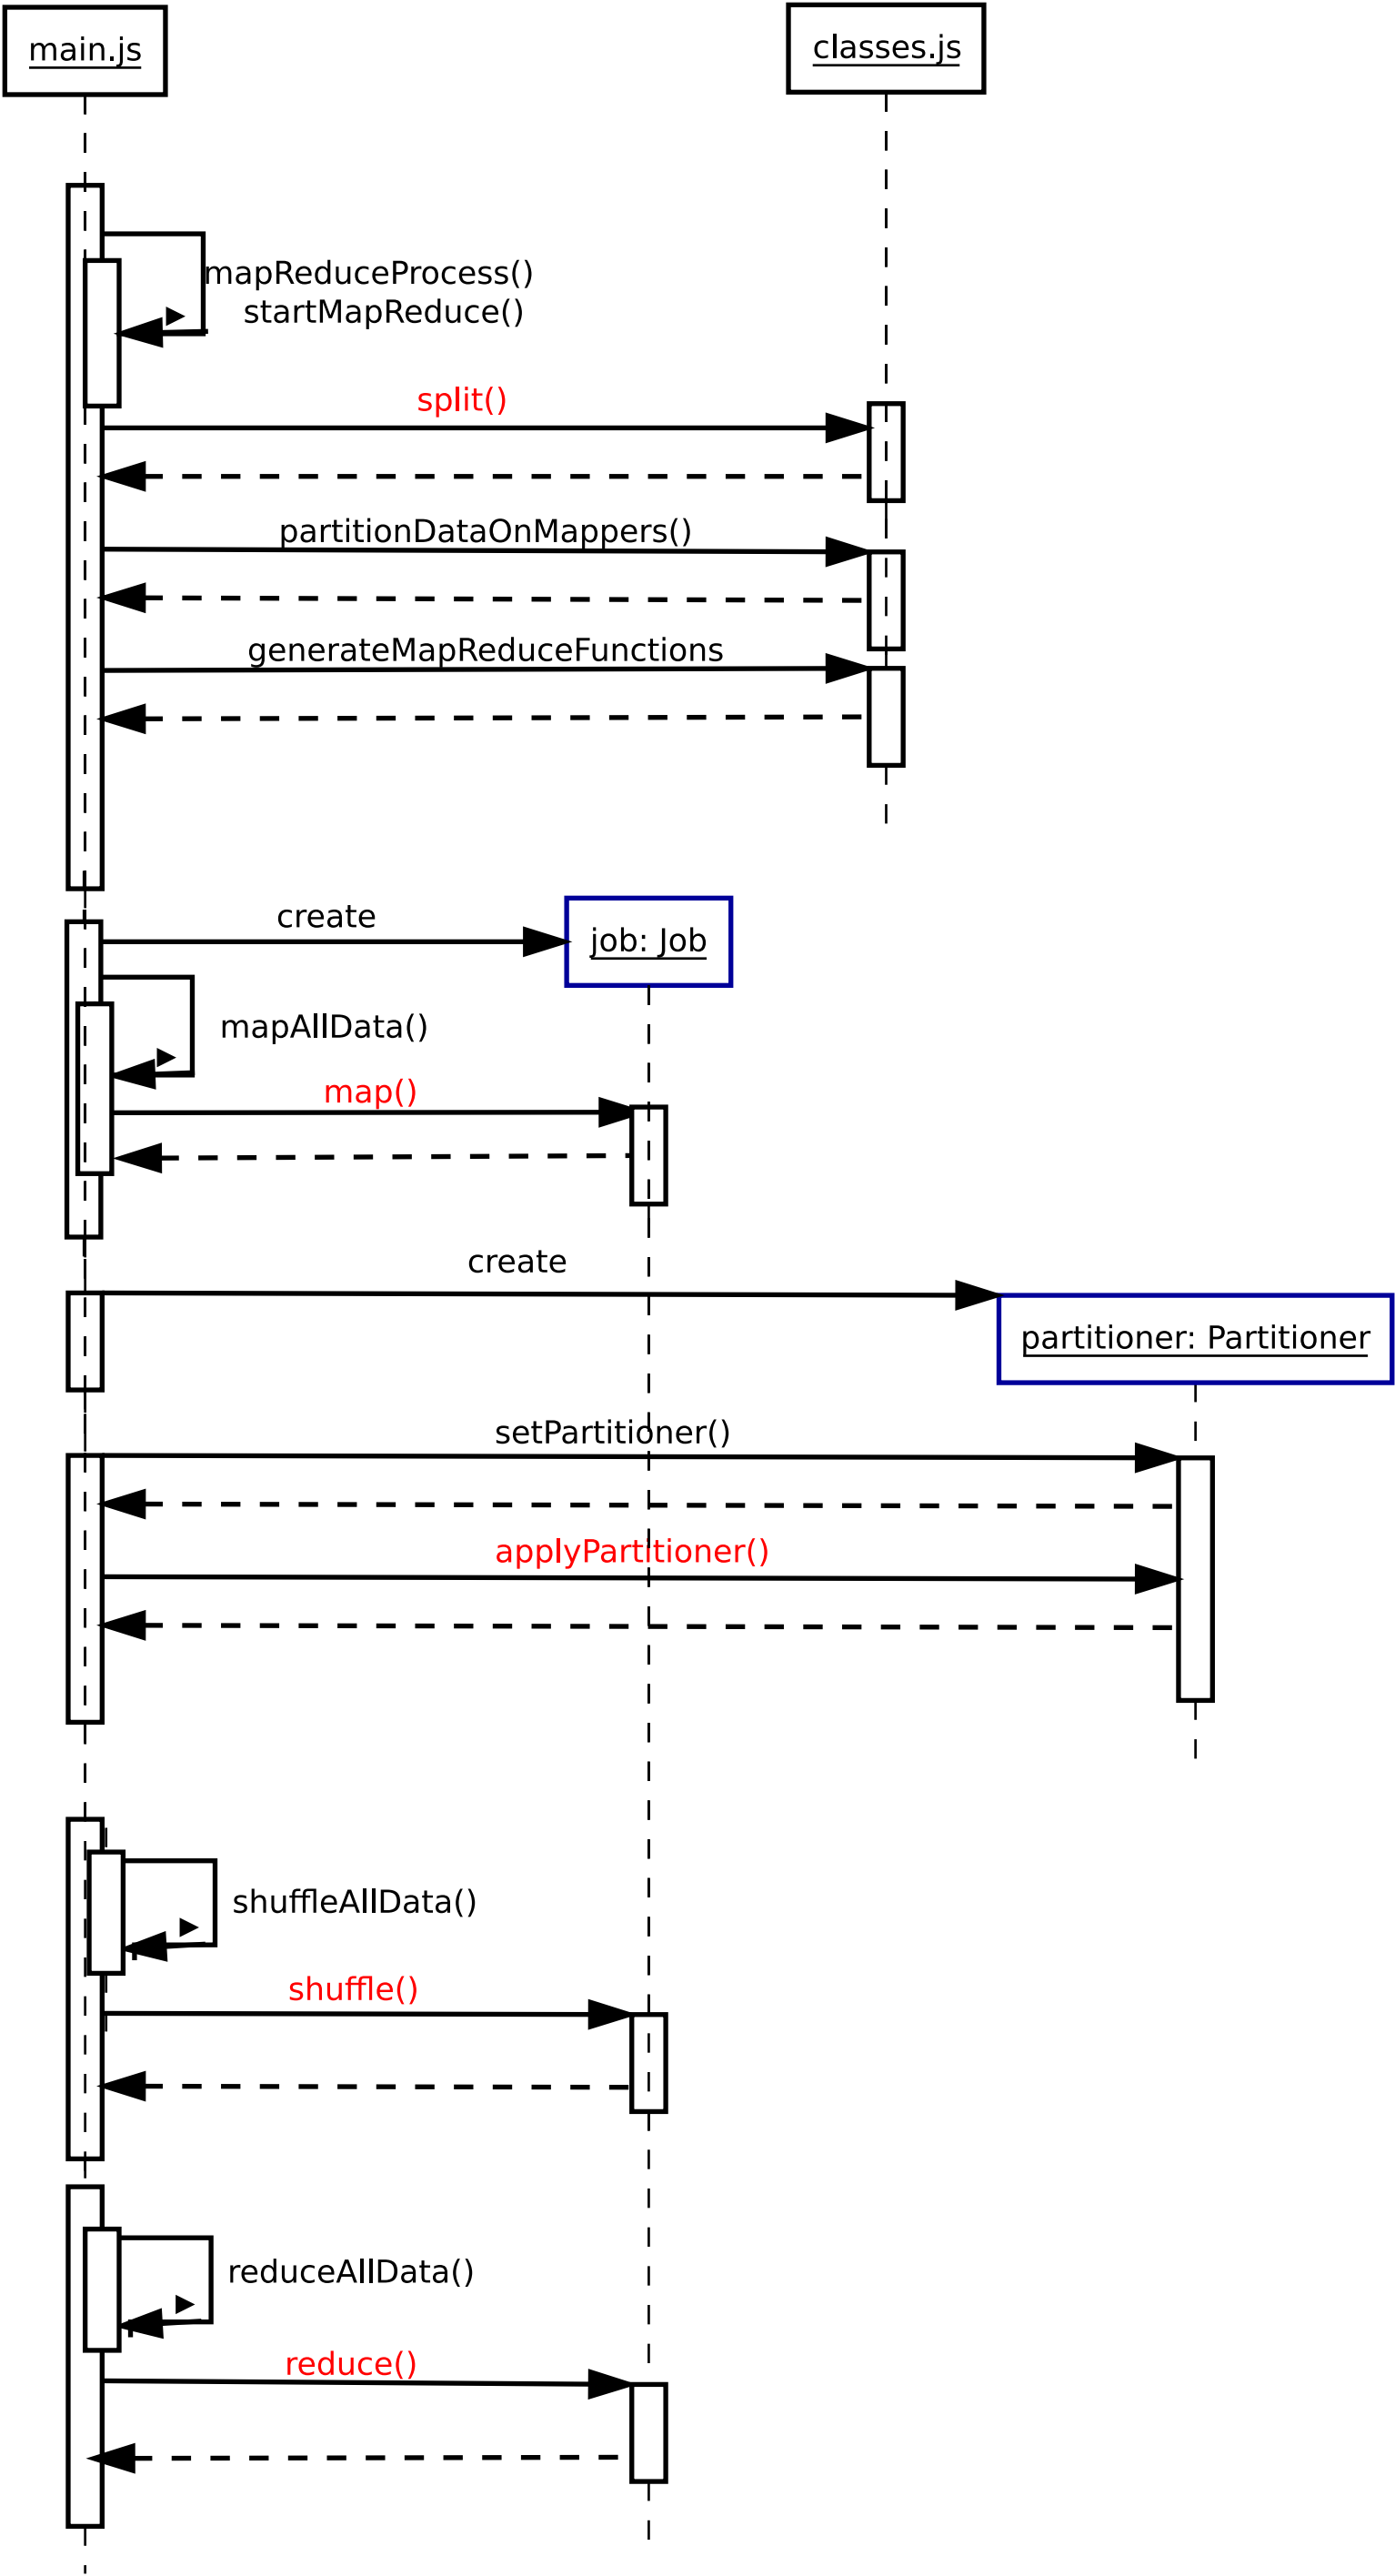 main.js
classes.js
mapReduceProcess()
startMapReduce()
split()
partitionDataOnMappers()
generateMapReduceFunctions
create
job: Job
mapAllData()
map()
create
partitioner: Partitioner
setPartitioner()
applyPartitioner()
shuffleAllData()
shuffle()
reduceAllData()
reduce()